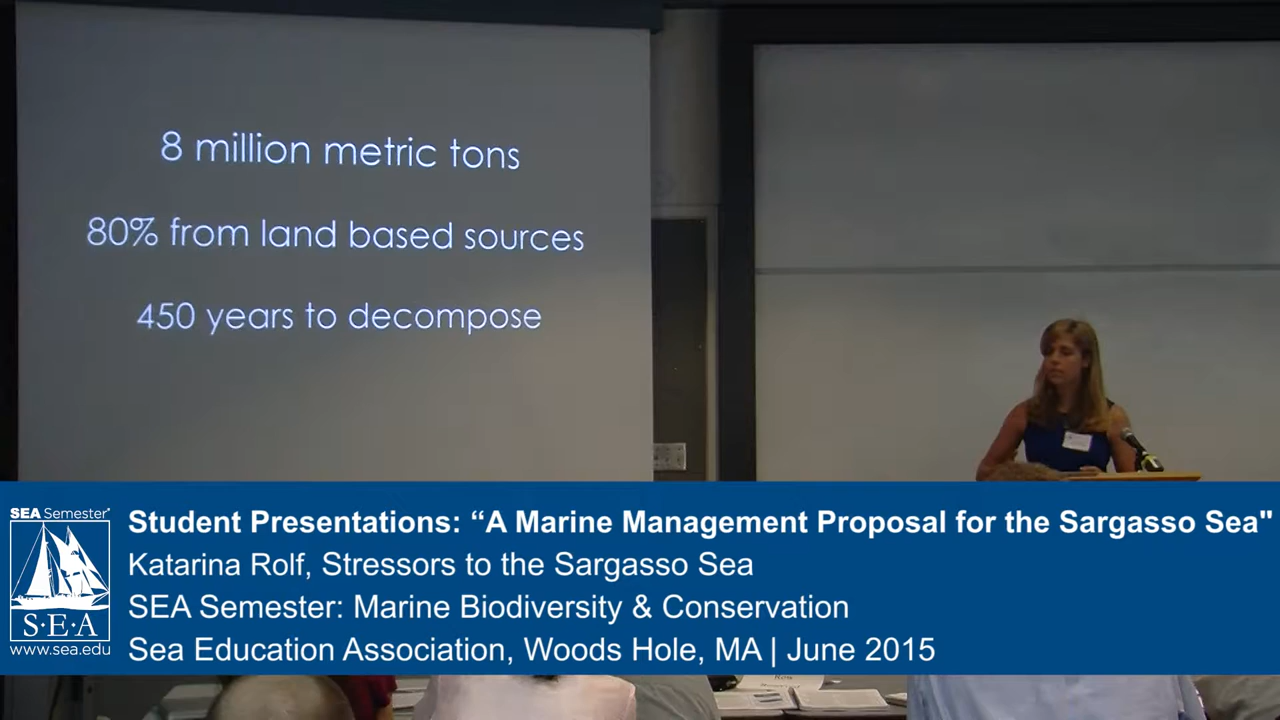 8 million metric tons
80% from land based sources
450 years to decompose
SEA Semester®
S·E·A
www.sea.edu
Student Presentations: “A Marine Management Proposal for the Sargasso Sea"
Katarina Rolf, Stressors to the Sargasso Sea
SEA Semester: Marine Biodiversity & Conservation
Sea Education Association, Woods Hole, MA | June 2015